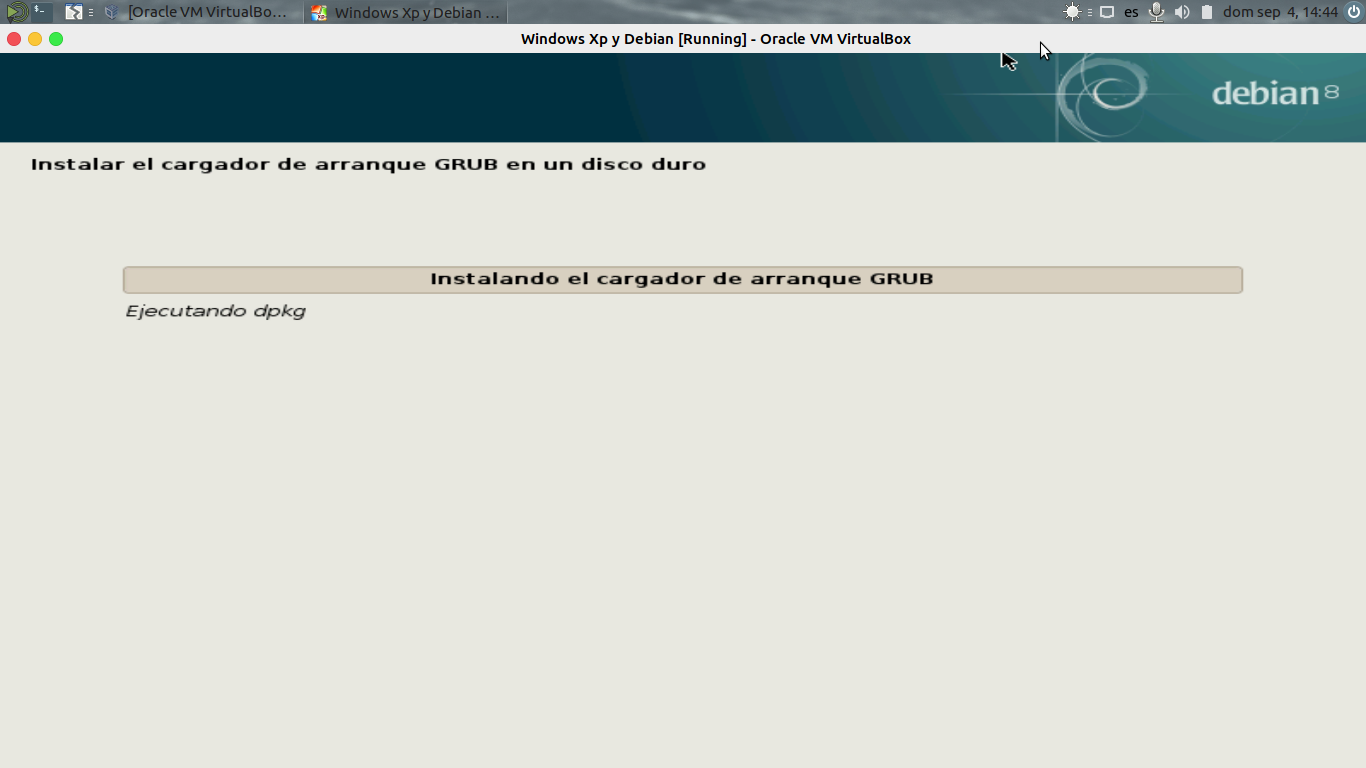 [Oracle VM VirtualBo... Windows Xp y Debian ... es dom sep 4, 14:44
Windows Xp y Debian [Running] - Oracle VM VirtualBox
debian 8
Instalar el cargador de arranque GRUB en un disco duro
Instalando el cargador de arranque GRUB
Ejecutando dpkg